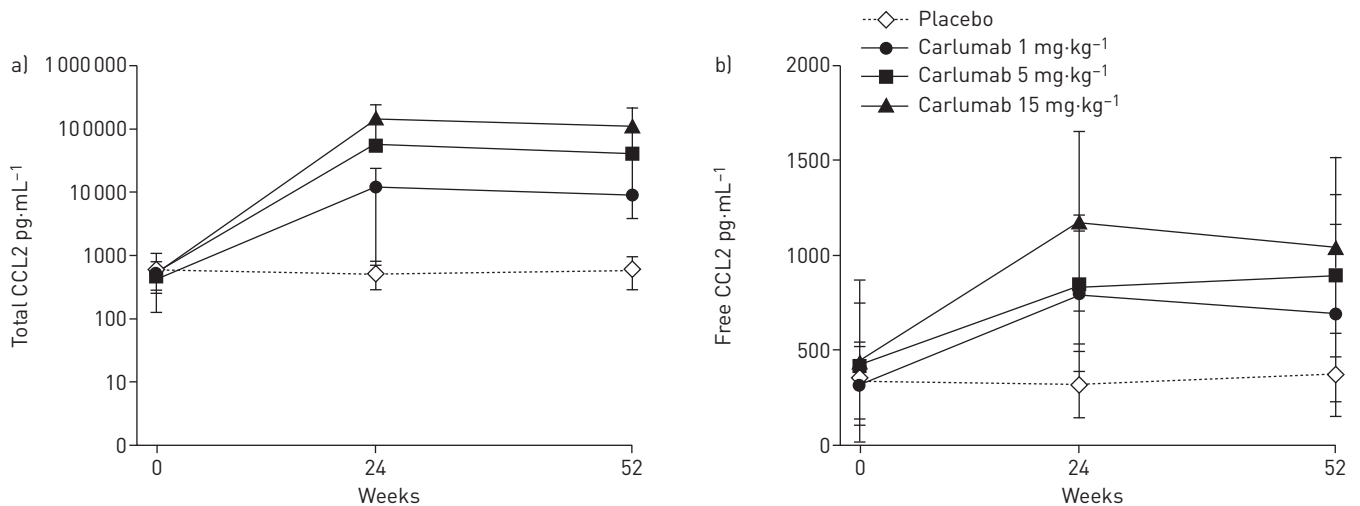 a)
Total CCL2 pg·mL⁻¹
1 000 000
100 000
10 000
1000
100
10
0
0 24 52
Weeks
b)
Free CCL2 pg·mL⁻¹
2000
1500
1000
500
0
0 24 52
Weeks
Placebo
Carlumab 1 mg·kg⁻¹
Carlumab 5 mg·kg⁻¹
Carlumab 15 mg·kg⁻¹